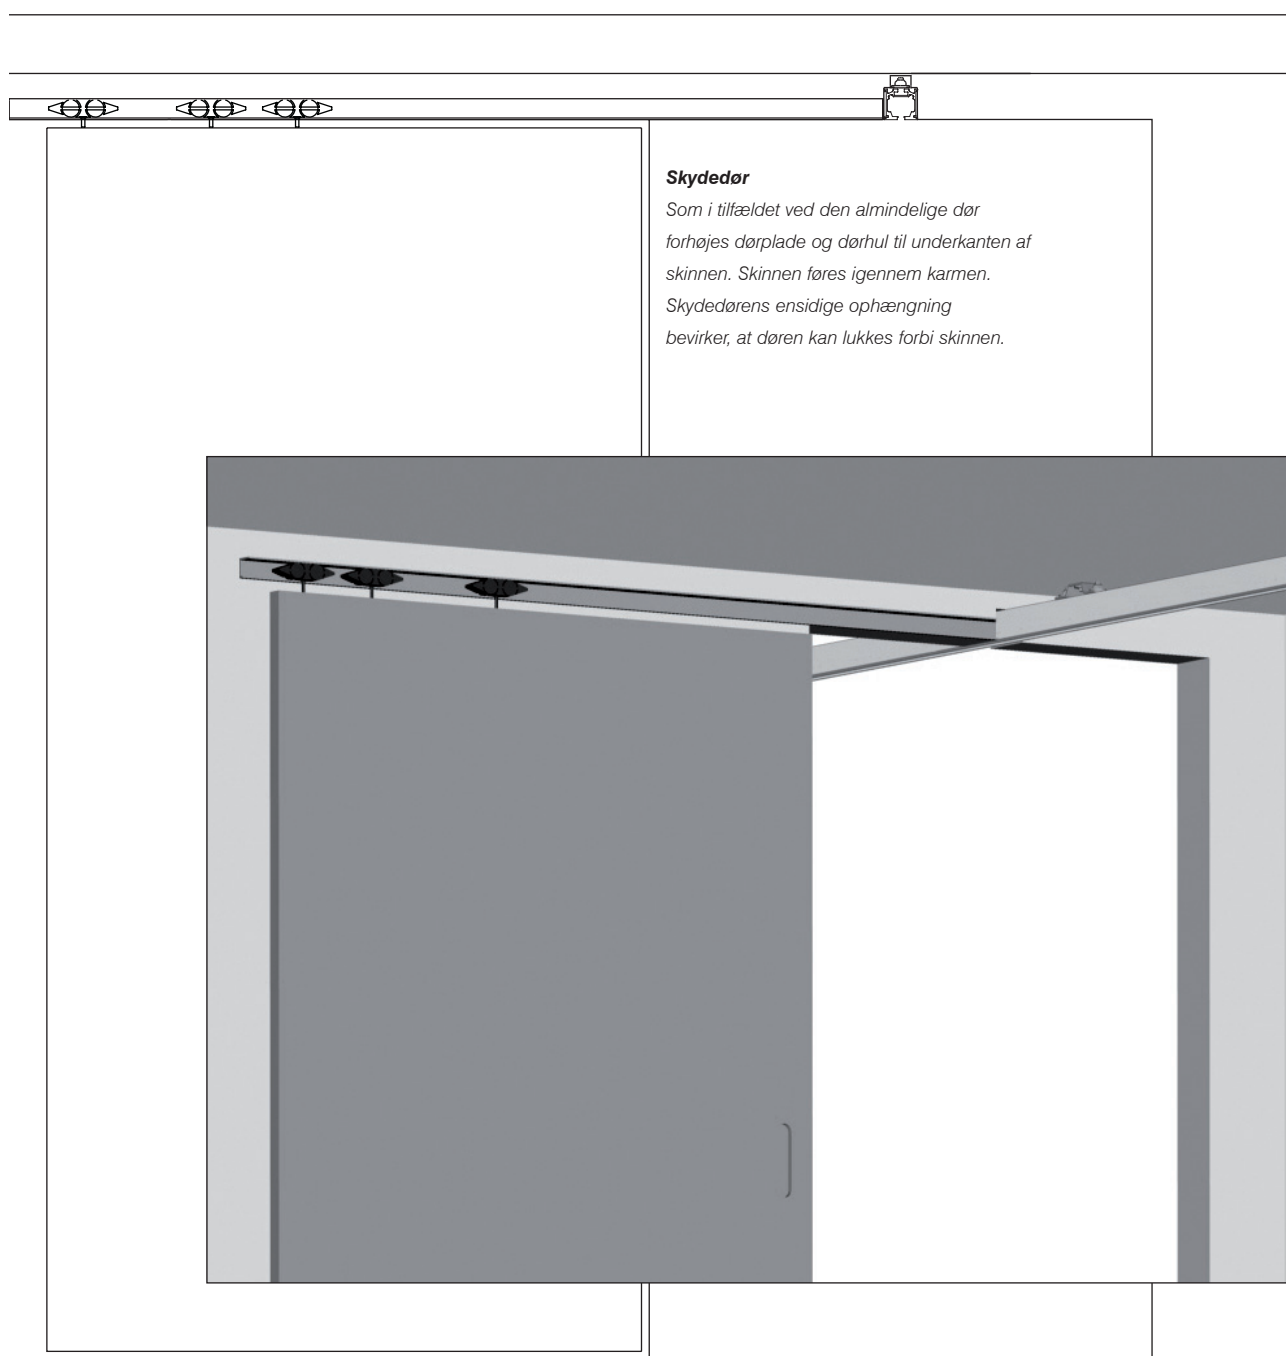 Skydedør
Som i tilfældet ved den almindelige dør
forhøjes dørplade og dørhul til underkanten af
skinnen. Skinnen føres igennem karmen.
Skydedørens ensidige ophængning
bevirker, at døren kan lukkes forbi skinnen.